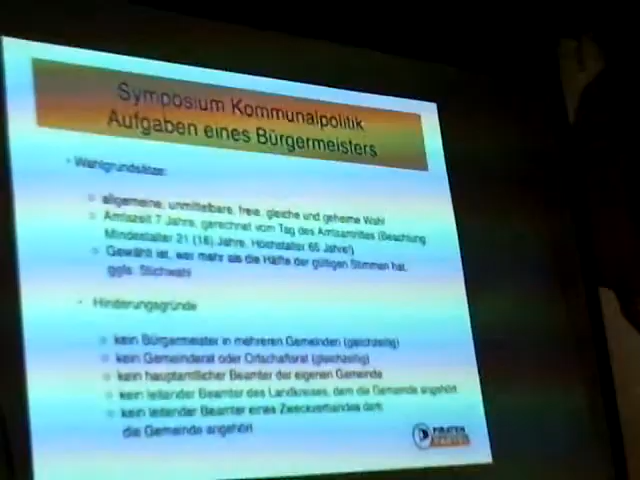 Symposium Kommunalpolitik
Aufgaben eines Bürgermeisters
• Wahlgrundsätze:
allgemeine, unmittelbare, freie, gleiche und geheime Wahl
Amtszeit 7 Jahre, gerechnet vom Tag des Amtsantrittes (Beachtung
Mindestalter 21 (18) Jahre, Höchstalter 65 Jahre!)
Gewählt ist, wer mehr als die Hälfte der gültigen Stimmen hat,
ggfs. Stichwahl
• Hinderungsgründe
kein Bürgermeister in mehreren Gemeinden (gleichzeitig)
kein Gemeinderat oder Ortschaftsrat (gleichzeitig)
kein hauptamtlicher Beamter der eigenen Gemeinde
kein leitender Beamter des Landkreises, dem die Gemeinde angehört
kein leitender Beamter eines Zweckverbandes dem
die Gemeinde angehört
PIRATEN